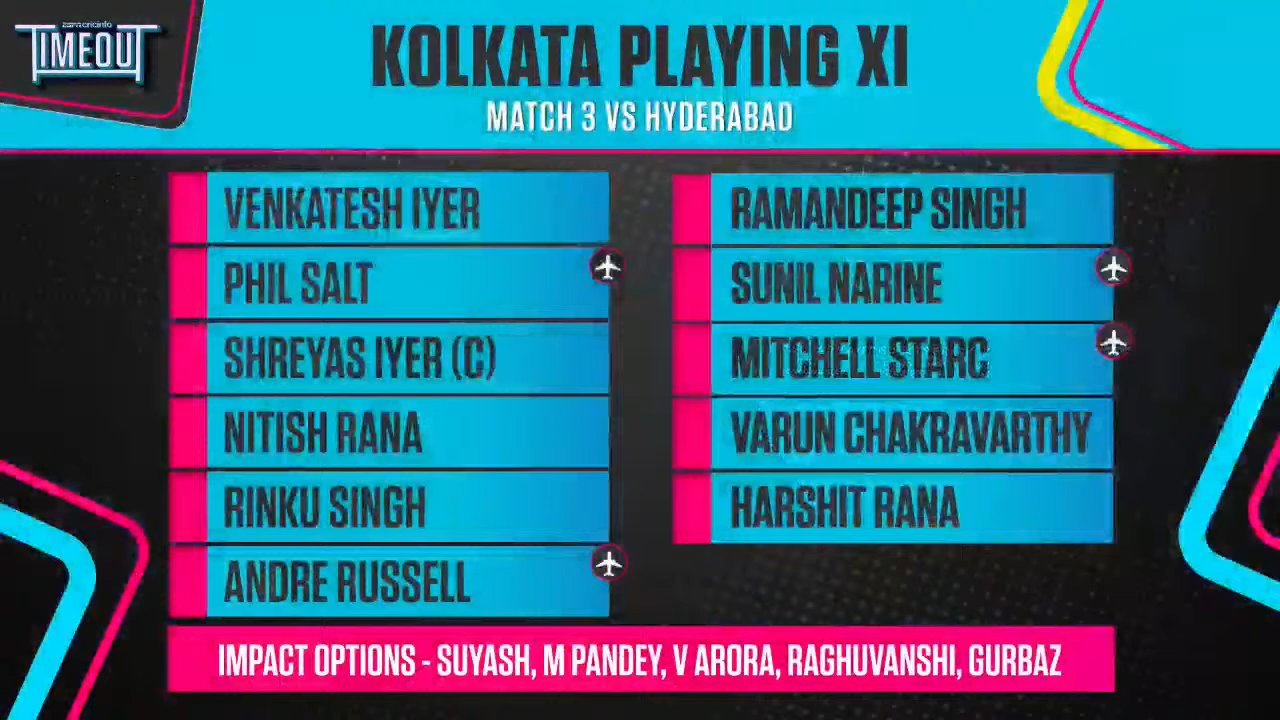 ESPNcricinfo
TIMEOUT
KOLKATA PLAYING XI
MATCH 3 VS HYDERABAD
VENKATESH IYER
PHIL SALT
SHREYAS IYER (C)
NITISH RANA
RINKU SINGH
ANDRE RUSSELL
RAMANDEEP SINGH
SUNIL NARINE
MITCHELL STARC
VARUN CHAKRAVARTHY
HARSHIT RANA
IMPACT OPTIONS - SUYASH, M PANDEY, V ARORA, RAGHUVANSHI, GURBAZ